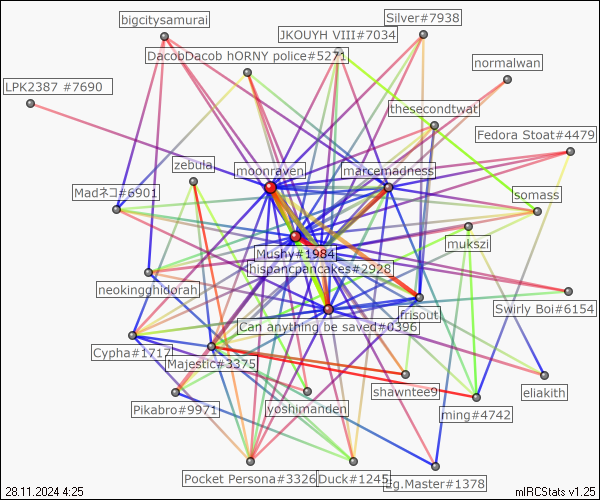 bigcitysamurai
Silver#7938
JKOUYH VIII#7034
DacobDacob hORNY police#5271
normalwan
LPK2387 #7690
thesecondtwat
Fedora Stoat#4479
zebula
moonraven
marcemadness
Madネコ#6901
somass
mukszi
Mushy#1984
hispancpancakes#2928
neokingghidorah
Swirly Boi#6154
frisout
Can anything be saved#0396
Cypha#1717
Majestic#3375
shawntee9
eliakith
Pikabro#9971
yoshimanden
ming#4742
Pocket Persona#3326
Duck#1245
g.Master#1378
28.11.2024 4:25
mIRCStats v1.25